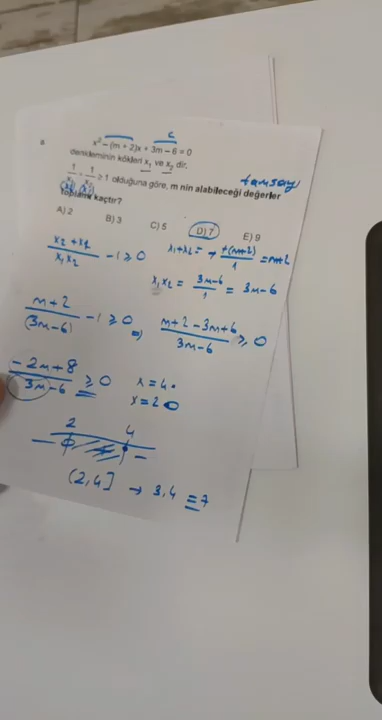 c
x² – (m + 2)x + 3m – 6 = 0
denkleminin kökleri x₁ ve x₂ dir.
1/x₁ + 1/x₂ ≥ 1 olduğuna göre, m nin alabileceği değerler
tamsayı
(x₂) (x₁)
toplamı kaçtır?
A) 2 B) 3 C) 5 D) 7 E) 9
(x₂ + x₁)/(x₁x₂) – 1 ≥ 0
x₁+x₂ = → +(m+2)/1 = m+2
x₁x₂ = (3m–6)/1 = 3m–6
(m+2)/(3m–6) – 1 ≥ 0 ⇒ (m+2–3m+6)/(3m–6) ≥ 0
(–2m+8)/(3m–6) ≥ 0
x = 4
x = 2
2 4
– + –
(2,4] → 3,4 = 7